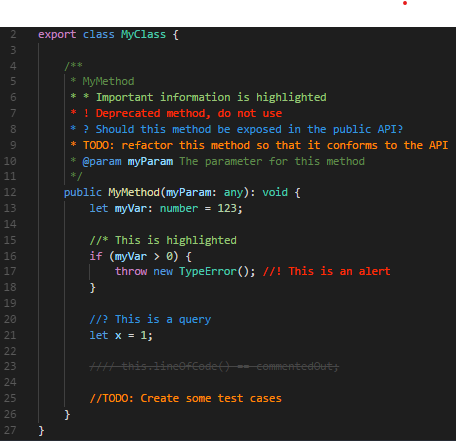 2 export class MyClass {
3
4 /**
5 * MyMethod
6 * * Important information is highlighted
7 * ! Deprecated method, do not use
8 * ? Should this method be exposed in the public API?
9 * TODO: refactor this method so that it conforms to the API
10 * @param myParam The parameter for this method
11 */
12 public MyMethod(myParam: any): void {
13 let myVar: number = 123;
14
15 //* This is highlighted
16 if (myVar > 0) {
17 throw new TypeError(); //! This is an alert
18 }
19
20 //? This is a query
21 let x = 1;
22
23 //// this.lineOfCode() == commentedOut;
24
25 //TODO: Create some test cases
26 }
27 }